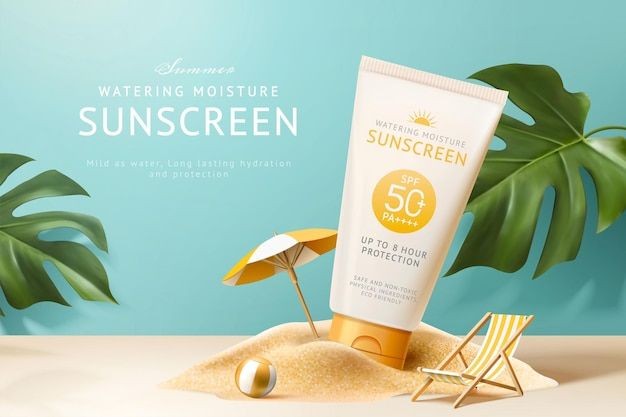 Summer
WATERING MOISTURE
SUNSCREEN
Mild as water, Long lasting hydration
and protection
WATERING MOISTURE
SUNSCREEN
SPF
50+
PA++++
UP TO 8 HOUR
PROTECTION
SAFE AND NON-TOXIC
PHYSICAL INGREDIENTS,
ECO FRIENDLY